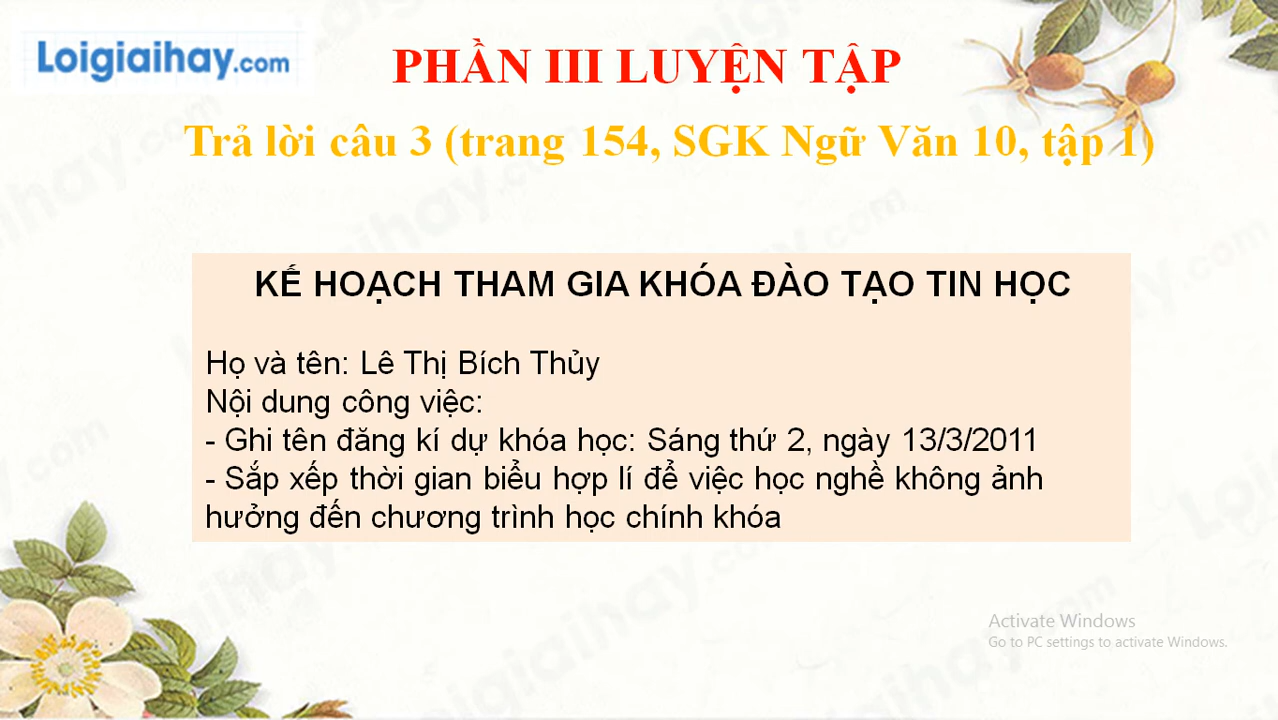 Loigiaihay.com
PHẦN III LUYỆN TẬP
Trả lời câu 3 (trang 154, SGK Ngữ Văn 10, tập 1)
KẾ HOẠCH THAM GIA KHÓA ĐÀO TẠO TIN HỌC
Họ và tên: Lê Thị Bích Thủy
Nội dung công việc:
- Ghi tên đăng kí dự khóa học: Sáng thứ 2, ngày 13/3/2011
- Sắp xếp thời gian biểu hợp lí để việc học nghề không ảnh
hưởng đến chương trình học chính khóa
Activate Windows
Go to PC settings to activate Windows.